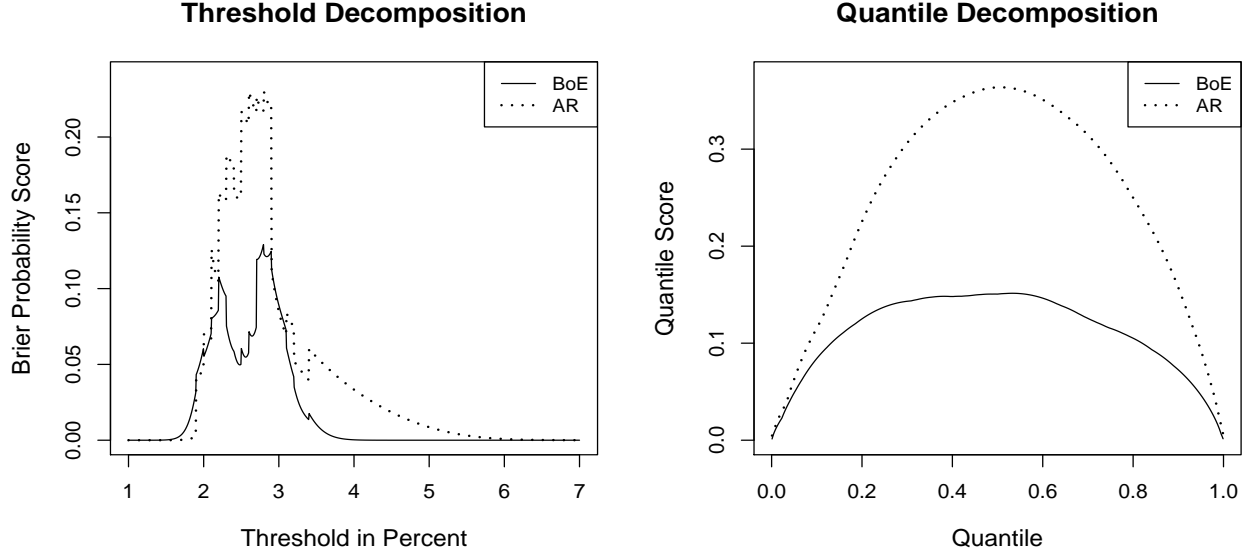 Threshold Decomposition
Brier Probability Score
0.00
0.05
0.10
0.15
0.20
BoE
AR
1 2 3 4 5 6 7
Threshold in Percent
Quantile Decomposition
Quantile Score
0.0
0.1
0.2
0.3
BoE
AR
0.0 0.2 0.4 0.6 0.8 1.0
Quantile